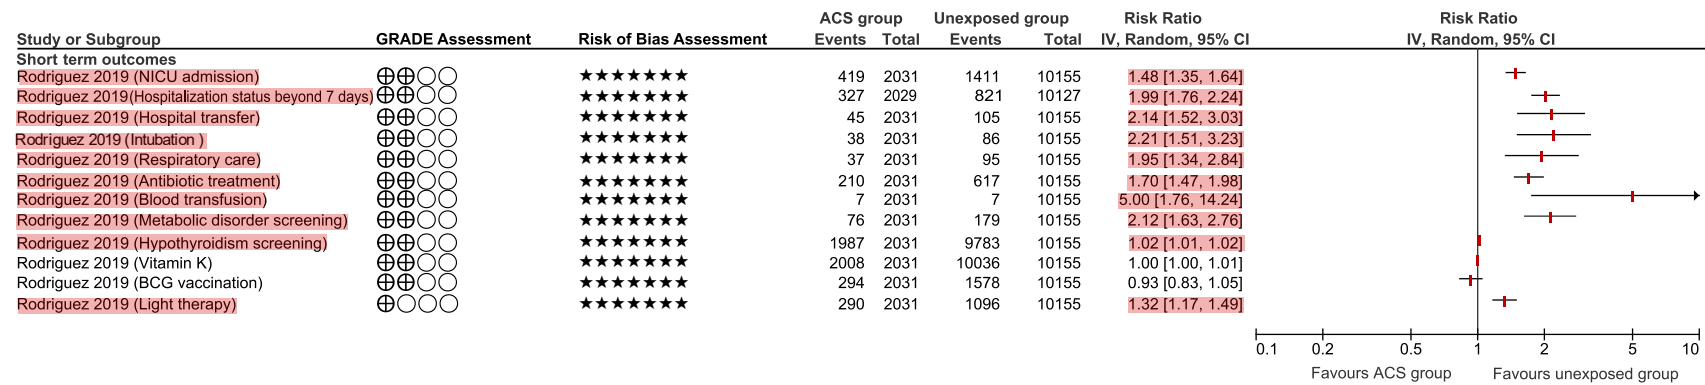 ACS group Unexposed group Risk Ratio Risk Ratio
Study or Subgroup GRADE Assessment Risk of Bias Assessment Events Total Events Total IV, Random, 95% CI IV, Random, 95% CI
Short term outcomes
Rodriguez 2019 (NICU admission) ⨁⨁◯◯ ★★★★★★★ 419 2031 1411 10155 1.48 [1.35, 1.64]
Rodriguez 2019(Hospitalization status beyond 7 days) ⨁⨁◯◯ ★★★★★★★ 327 2029 821 10127 1.99 [1.76, 2.24]
Rodriguez 2019 (Hospital transfer) ⨁⨁◯◯ ★★★★★★★ 45 2031 105 10155 2.14 [1.52, 3.03]
Rodriguez 2019 (Intubation ) ⨁⨁◯◯ ★★★★★★★ 38 2031 86 10155 2.21 [1.51, 3.23]
Rodriguez 2019 (Respiratory care) ⨁⨁◯◯ ★★★★★★★ 37 2031 95 10155 1.95 [1.34, 2.84]
Rodriguez 2019 (Antibiotic treatment) ⨁⨁◯◯ ★★★★★★★ 210 2031 617 10155 1.70 [1.47, 1.98]
Rodriguez 2019 (Blood transfusion) ⨁⨁◯◯ ★★★★★★★ 7 2031 7 10155 5.00 [1.76, 14.24]
Rodriguez 2019 (Metabolic disorder screening) ⨁⨁◯◯ ★★★★★★★ 76 2031 179 10155 2.12 [1.63, 2.76]
Rodriguez 2019 (Hypothyroidism screening) ⨁⨁◯◯ ★★★★★★★ 1987 2031 9783 10155 1.02 [1.01, 1.02]
Rodriguez 2019 (Vitamin K) ⨁⨁◯◯ ★★★★★★★ 2008 2031 10036 10155 1.00 [1.00, 1.01]
Rodriguez 2019 (BCG vaccination) ⨁⨁◯◯ ★★★★★★★ 294 2031 1578 10155 0.93 [0.83, 1.05]
Rodriguez 2019 (Light therapy) ⨁◯◯◯ ★★★★★★★ 290 2031 1096 10155 1.32 [1.17, 1.49]
0.1 0.2 0.5 1 2 5 10
Favours ACS group Favours unexposed group